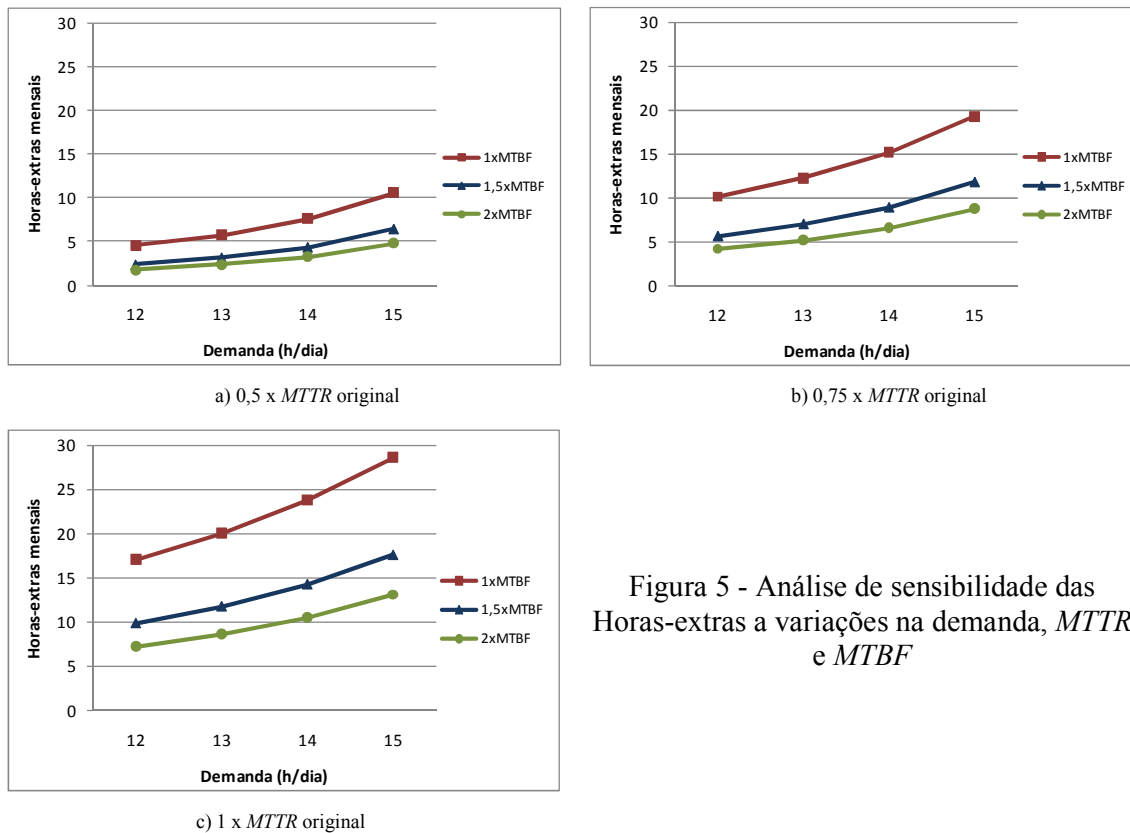 30
25
20
15
10
5
0
Horas-extras mensais
12 13 14 15
Demanda (h/dia)
1xMTBF
1,5xMTBF
2xMTBF
a) 0,5 x MTTR original
30
25
20
15
10
5
0
Horas-extras mensais
12 13 14 15
Demanda (h/dia)
1xMTBF
1,5xMTBF
2xMTBF
b) 0,75 x MTTR original
30
25
20
15
10
5
0
Horas-extras mensais
12 13 14 15
Demanda (h/dia)
1xMTBF
1,5xMTBF
2xMTBF
c) 1 x MTTR original
Figura 5 - Análise de sensibilidade das
Horas-extras a variações na demanda, MTTR
e MTBF